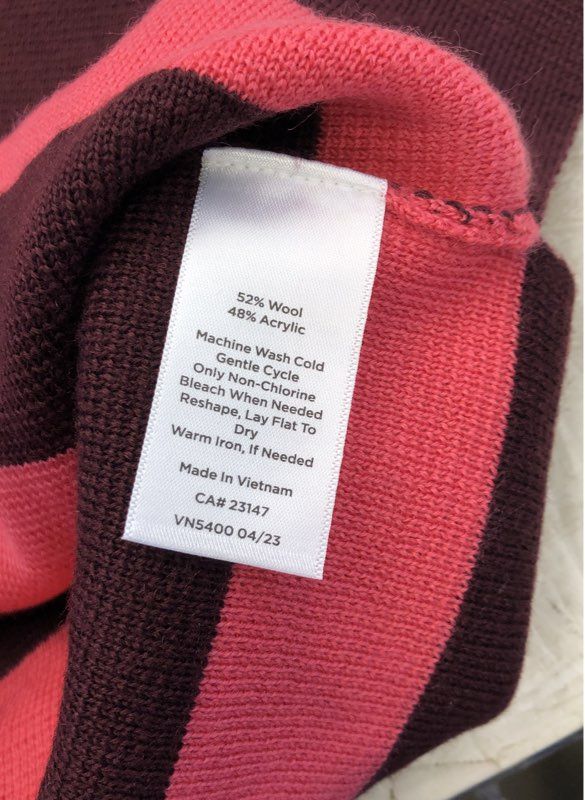 52% Wool
48% Acrylic
Machine Wash Cold
Gentle Cycle
Only Non-Chlorine
Bleach When Needed
Reshape, Lay Flat To
Dry
Warm Iron, If Needed
Made In Vietnam
CA# 23147
VN5400 04/23